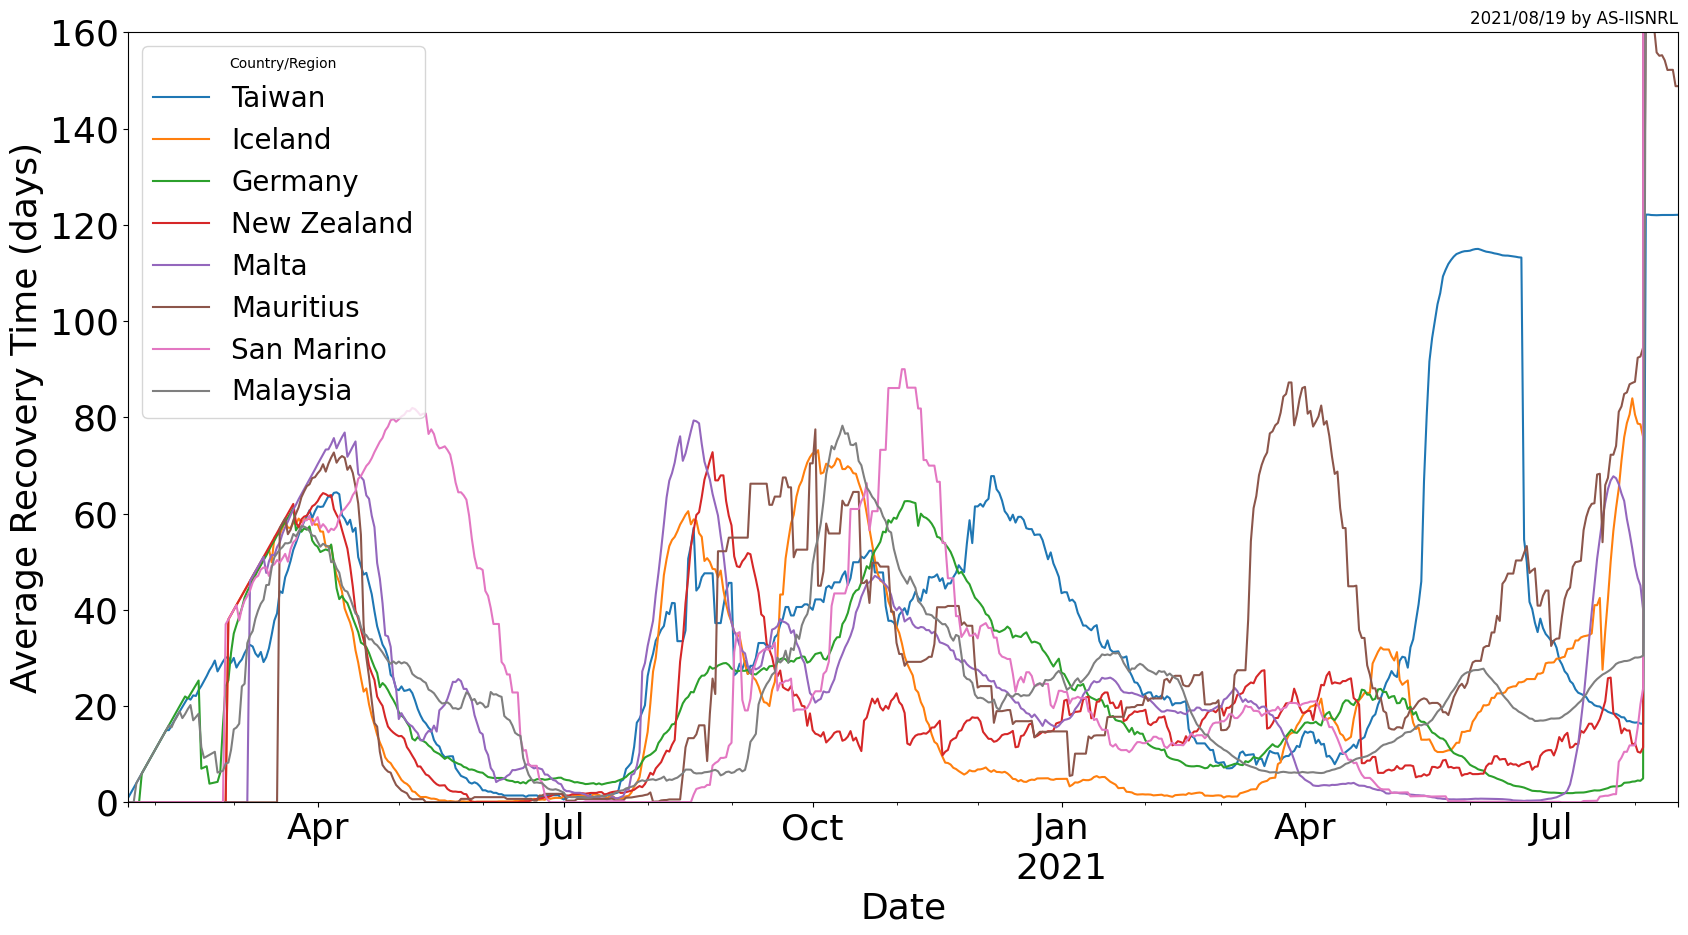 2021/08/19 by AS-IISNRL
160
140
120
100
80
60
40
20
0
Average Recovery Time (days)
Country/Region
Taiwan
Iceland
Germany
New Zealand
Malta
Mauritius
San Marino
Malaysia
Apr Jul Oct Jan Apr Jul
2021
Date